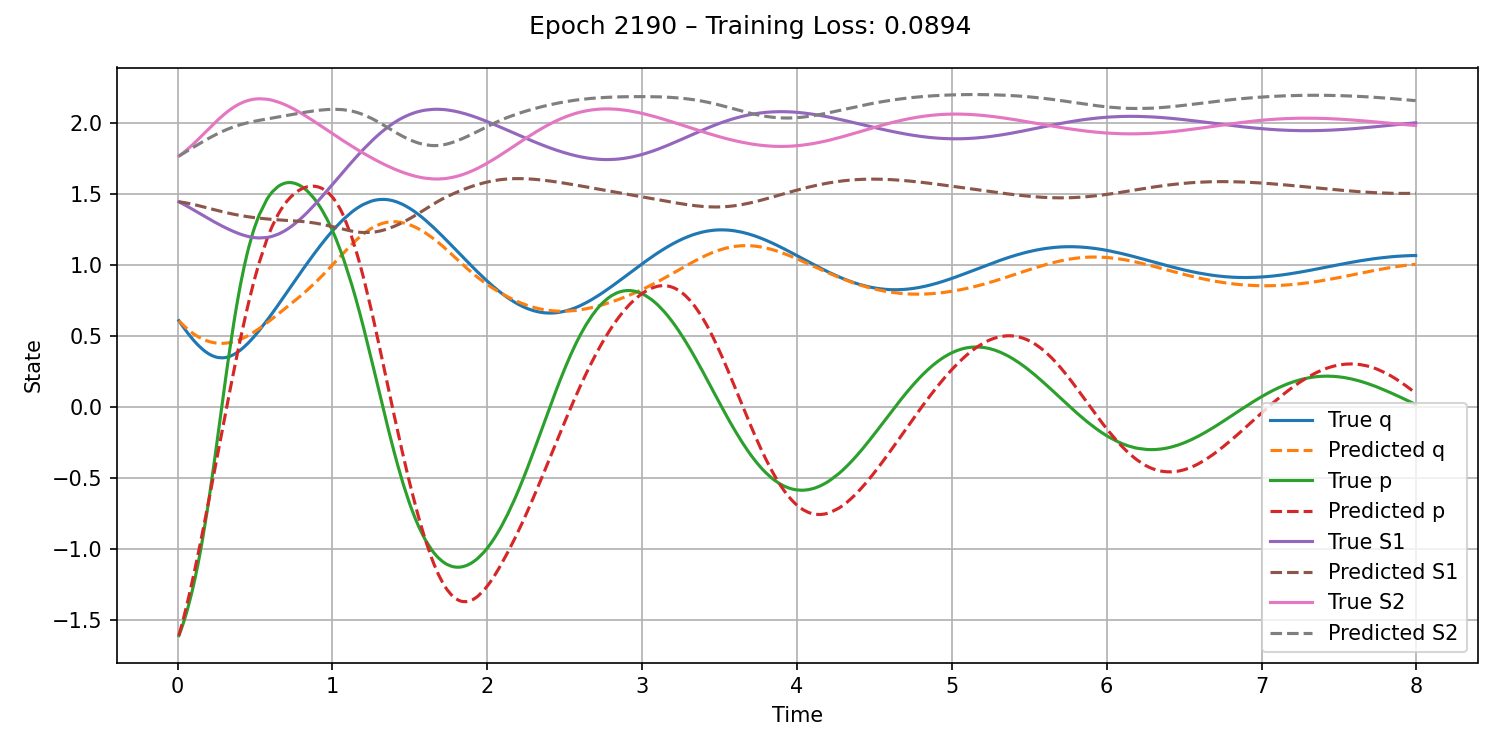 Epoch 2190 – Training Loss: 0.0894
State
2.0
1.5
1.0
0.5
0.0
−0.5
−1.0
−1.5
0 1 2 3 4 5 6 7 8
Time
True q
Predicted q
True p
Predicted p
True S1
Predicted S1
True S2
Predicted S2